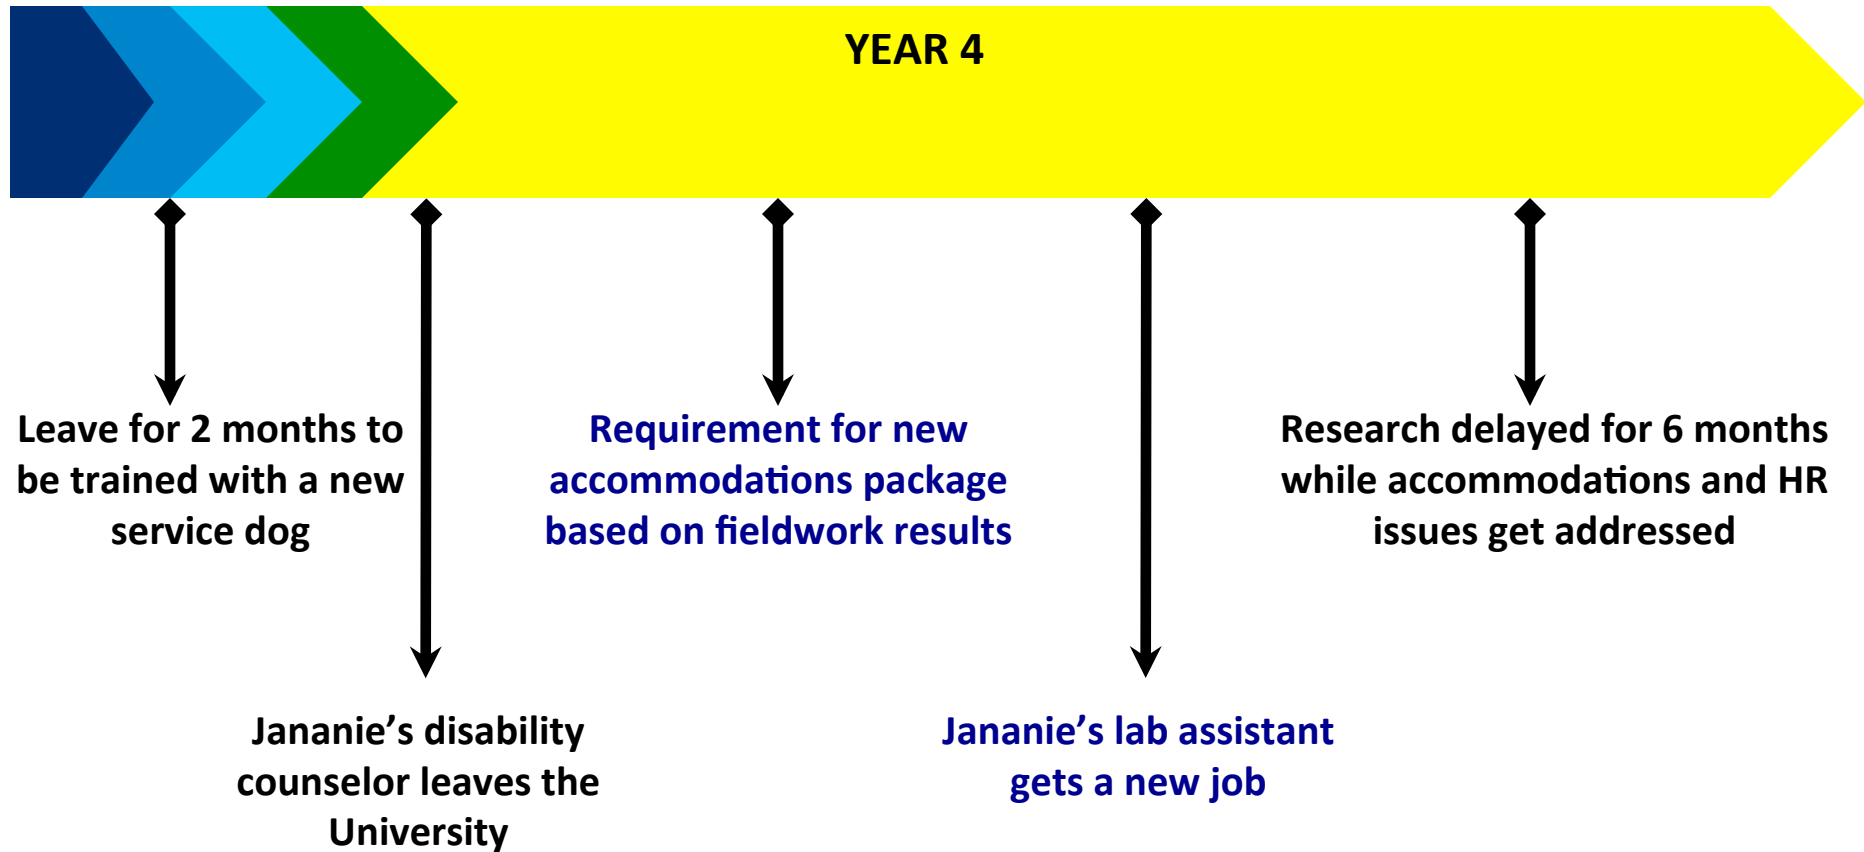 YEAR 4
Leave for 2 months to
be trained with a new
service dog
Jananie’s disability
counselor leaves the
University
Requirement for new
accommodations package
based on fieldwork results
Jananie’s lab assistant
gets a new job
Research delayed for 6 months
while accommodations and HR
issues get addressed